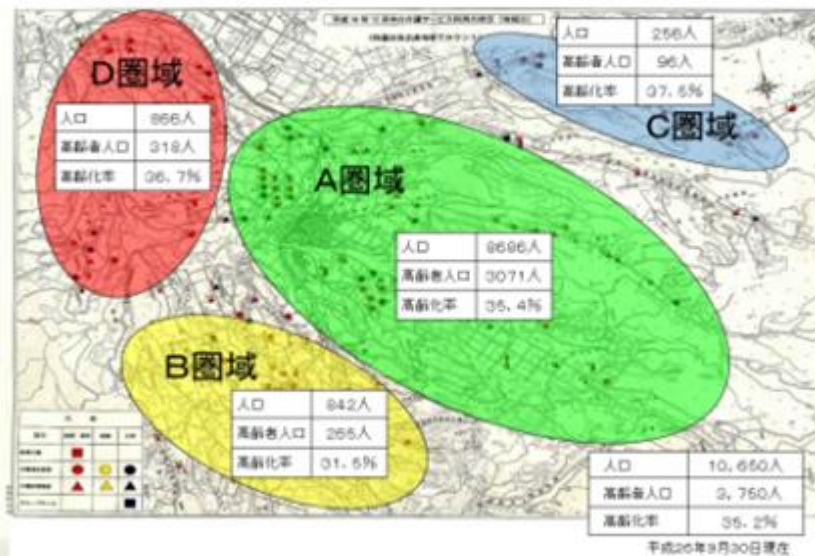 D圏域
人口 866人
高齢者人口 318人
高齢化率 36.7%
人口 256人
高齢者人口 96人
高齢化率 37.5%
C圏域
A圏域
人口 8686人
高齢者人口 3071人
高齢化率 35.4%
B圏域
人口 842人
高齢者人口 265人
高齢化率 31.5%
人口 10,650人
高齢者人口 3,750人
高齢化率 35.2%
平成26年9月30日現在